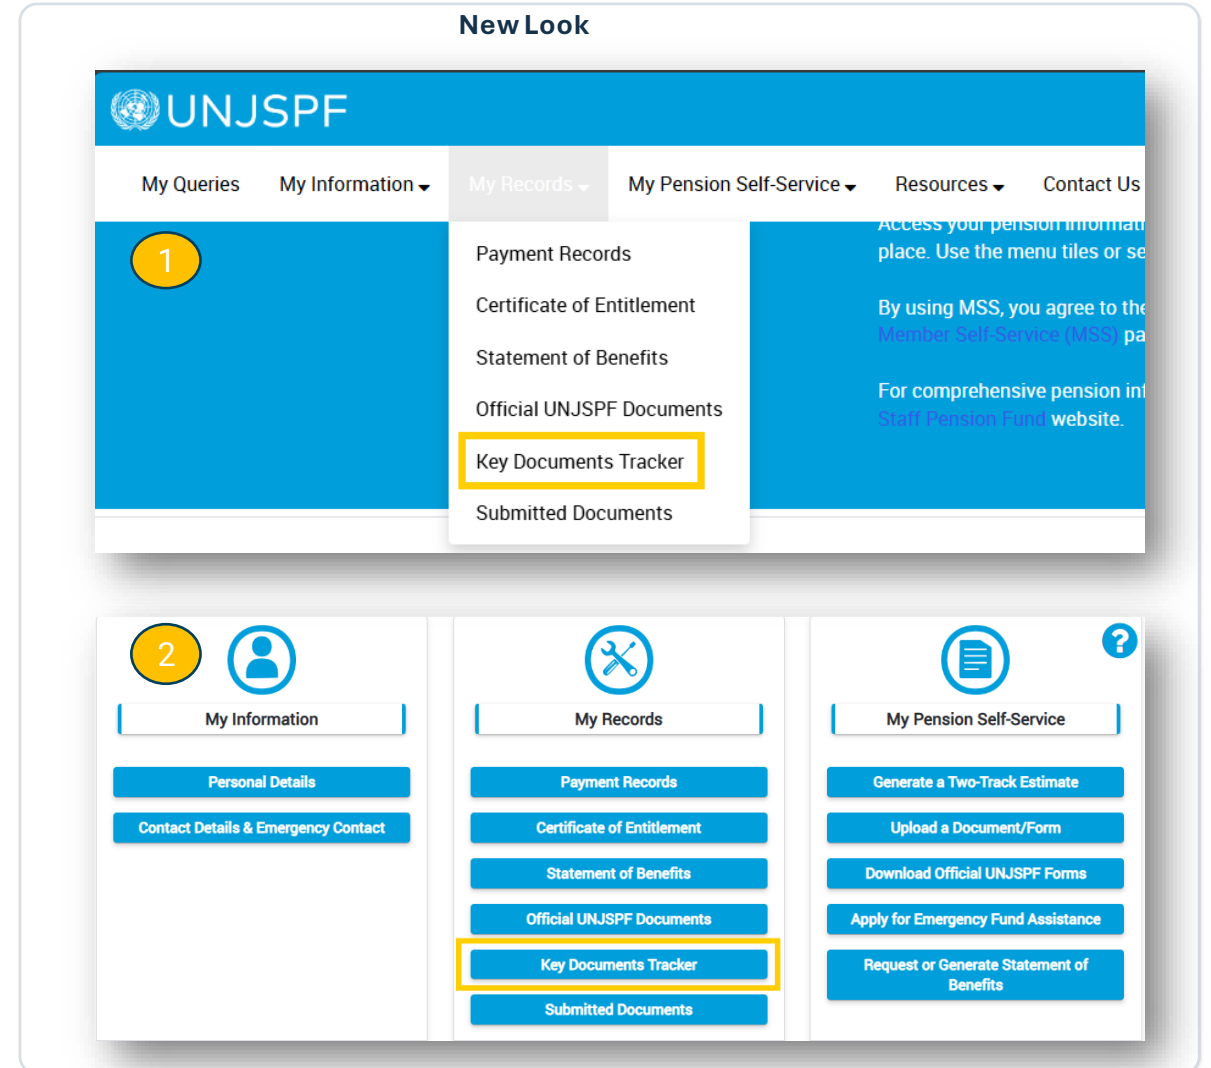 New Look
UNJSPF
My Queries My Information My Records My Pension Self-Service Resources Contact Us
1
Payment Records
Certificate of Entitlement
Statement of Benefits
Official UNJSPF Documents
Key Documents Tracker
Submitted Documents
Access your pension informati
place. Use the menu tiles or se
By using MSS, you agree to the
Member Self-Service (MSS) pa
For comprehensive pension inf
Staff Pension Fund website.
2
?
My Information
Personal Details
Contact Details & Emergency Contact
My Records
Payment Records
Certificate of Entitlement
Statement of Benefits
Official UNJSPF Documents
Key Documents Tracker
Submitted Documents
My Pension Self-Service
Generate a Two-Track Estimate
Upload a Document/Form
Download Official UNJSPF Forms
Apply for Emergency Fund Assistance
Request or Generate Statement of
Benefits